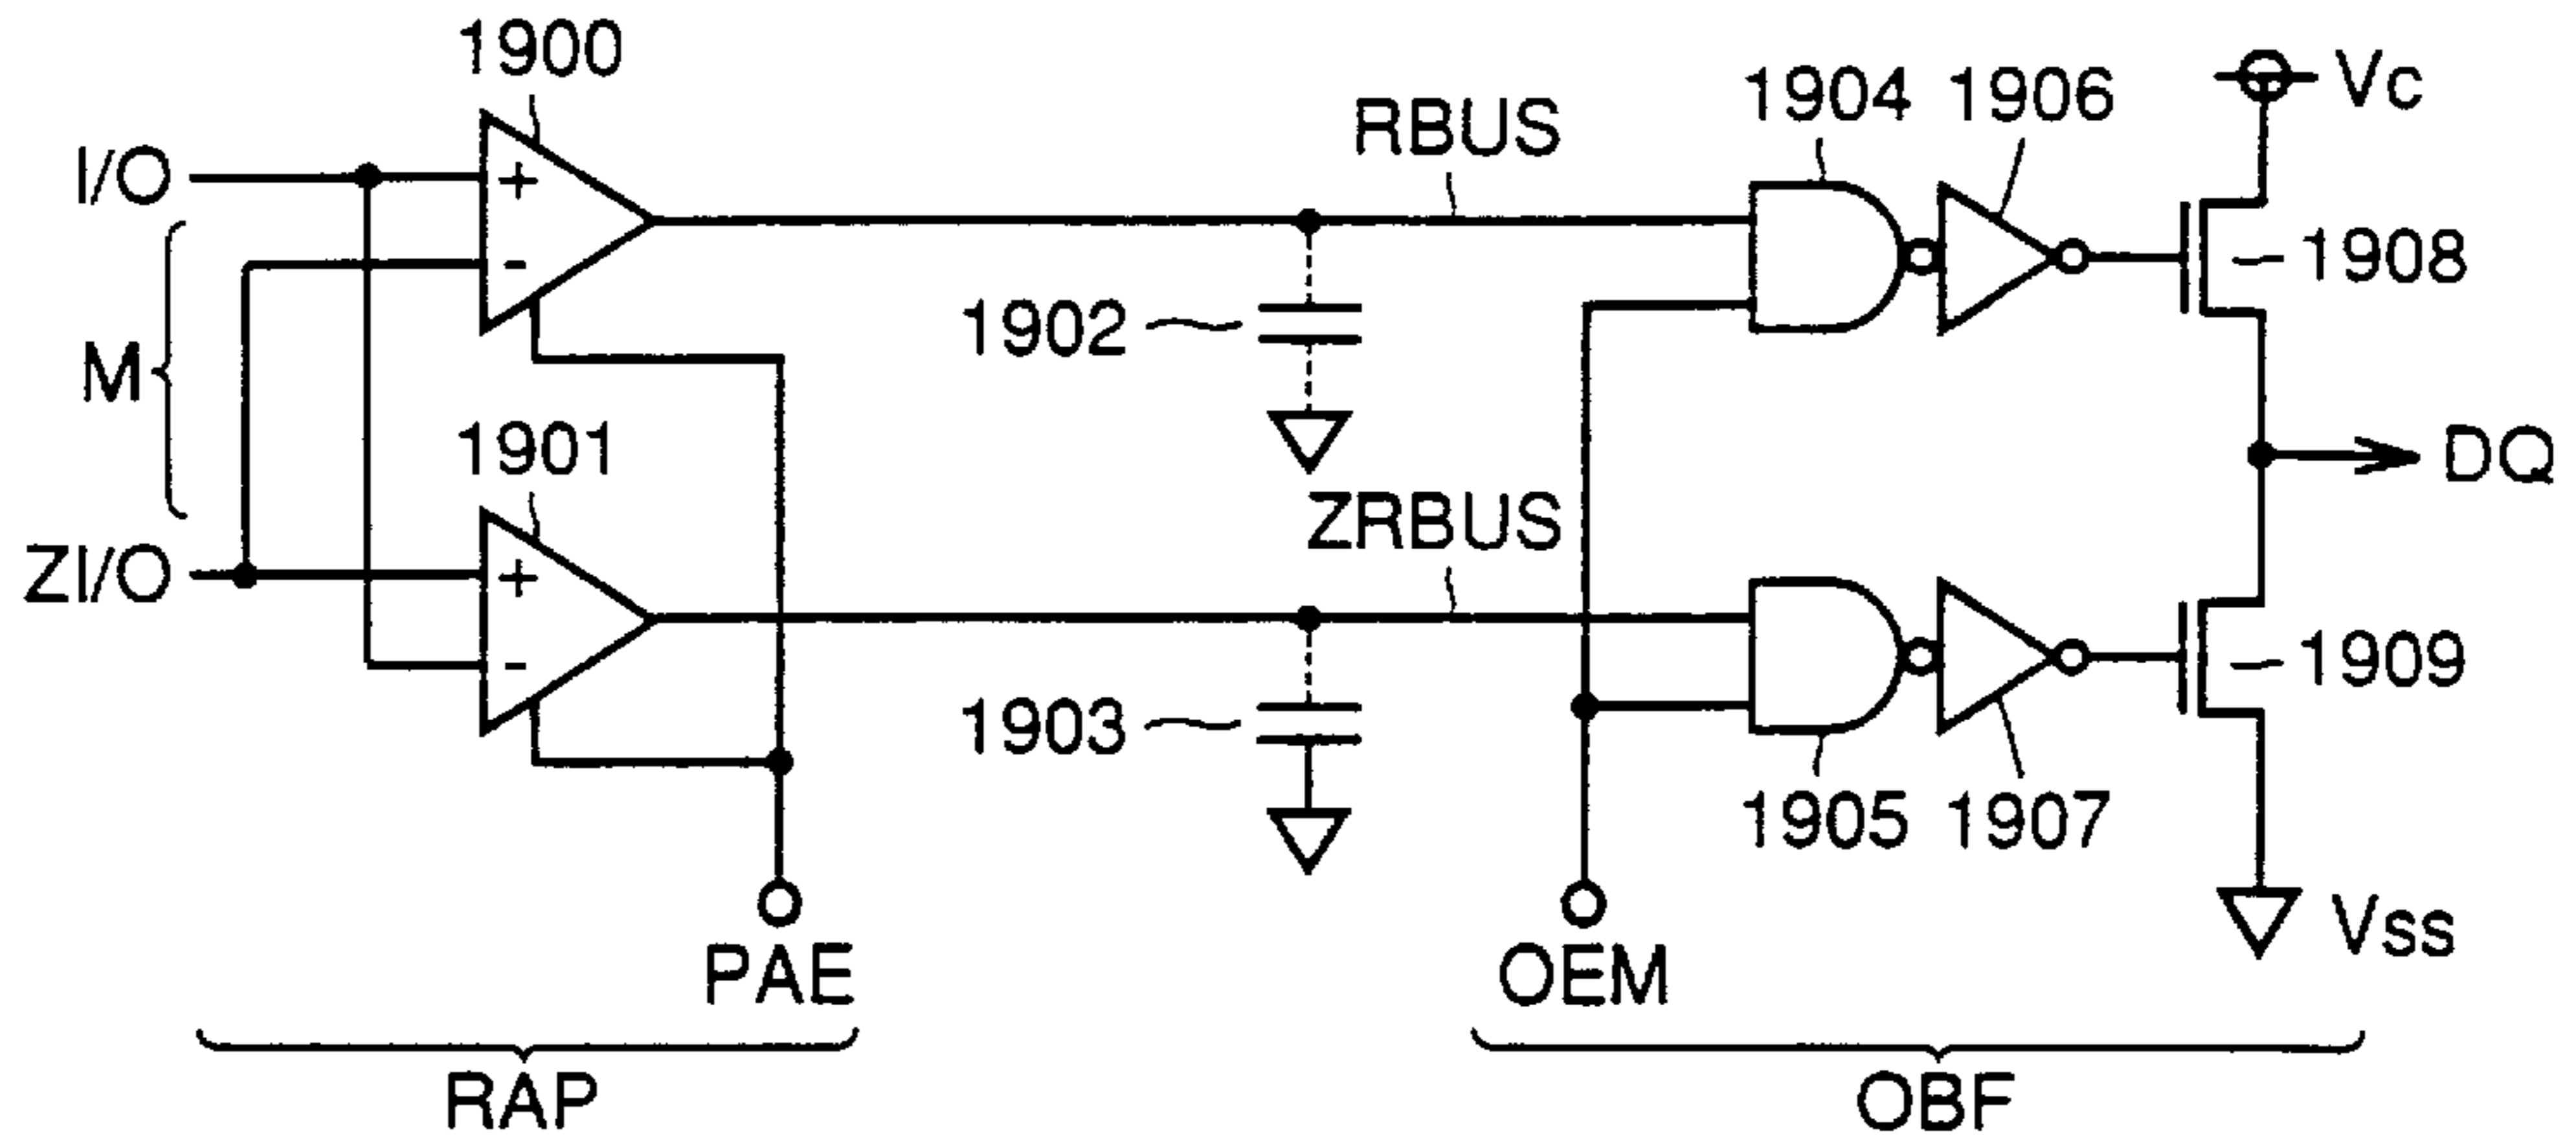 1900
I/O
+
-
M
1901
ZI/O
+
-
PAE
RAP
RBUS
1902
ZRBUS
1903
1904
1906
1905
1907
OEM
OBF
Vc
1908
DQ
1909
Vss